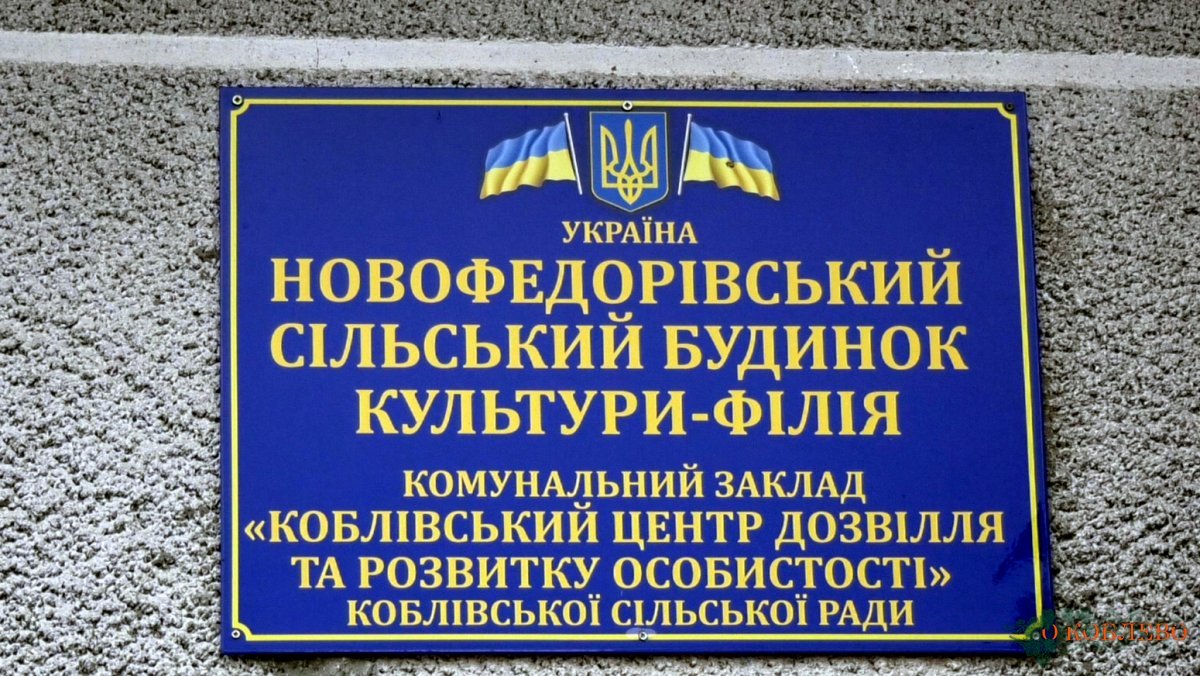 УКРАЇНА
НОВОФЕДОРІВСЬКИЙ
СІЛЬСЬКИЙ БУДИНОК
КУЛЬТУРИ-ФІЛІЯ
КОМУНАЛЬНИЙ ЗАКЛАД
«КОБЛІВСЬКИЙ ЦЕНТР ДОЗВІЛЛЯ
ТА РОЗВИТКУ ОСОБИСТОСТІ»
КОБЛІВСЬКОЇ СІЛЬСЬКОЇ РАДИ
О КОБЛЕВО